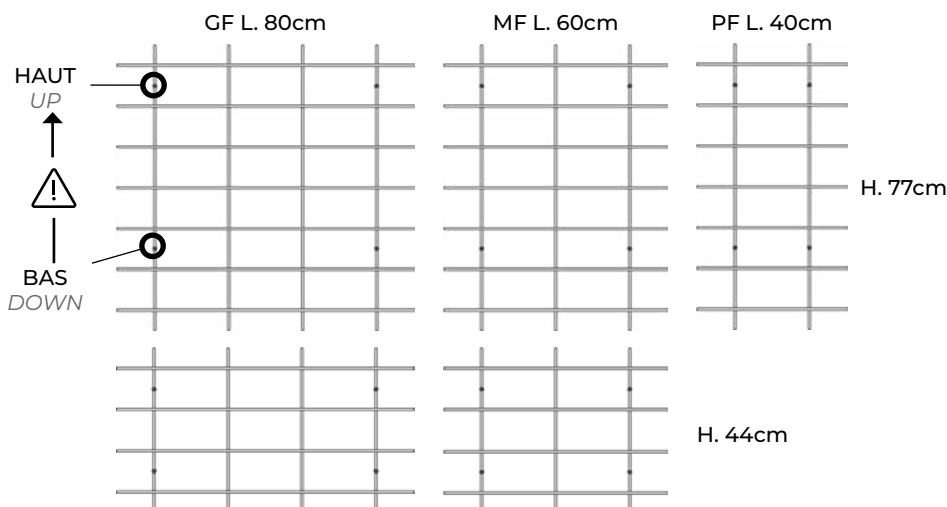 GF L. 80cm
MF L. 60cm
PF L. 40cm
HAUT
UP
H. 77cm
BAS
DOWN
H. 44cm